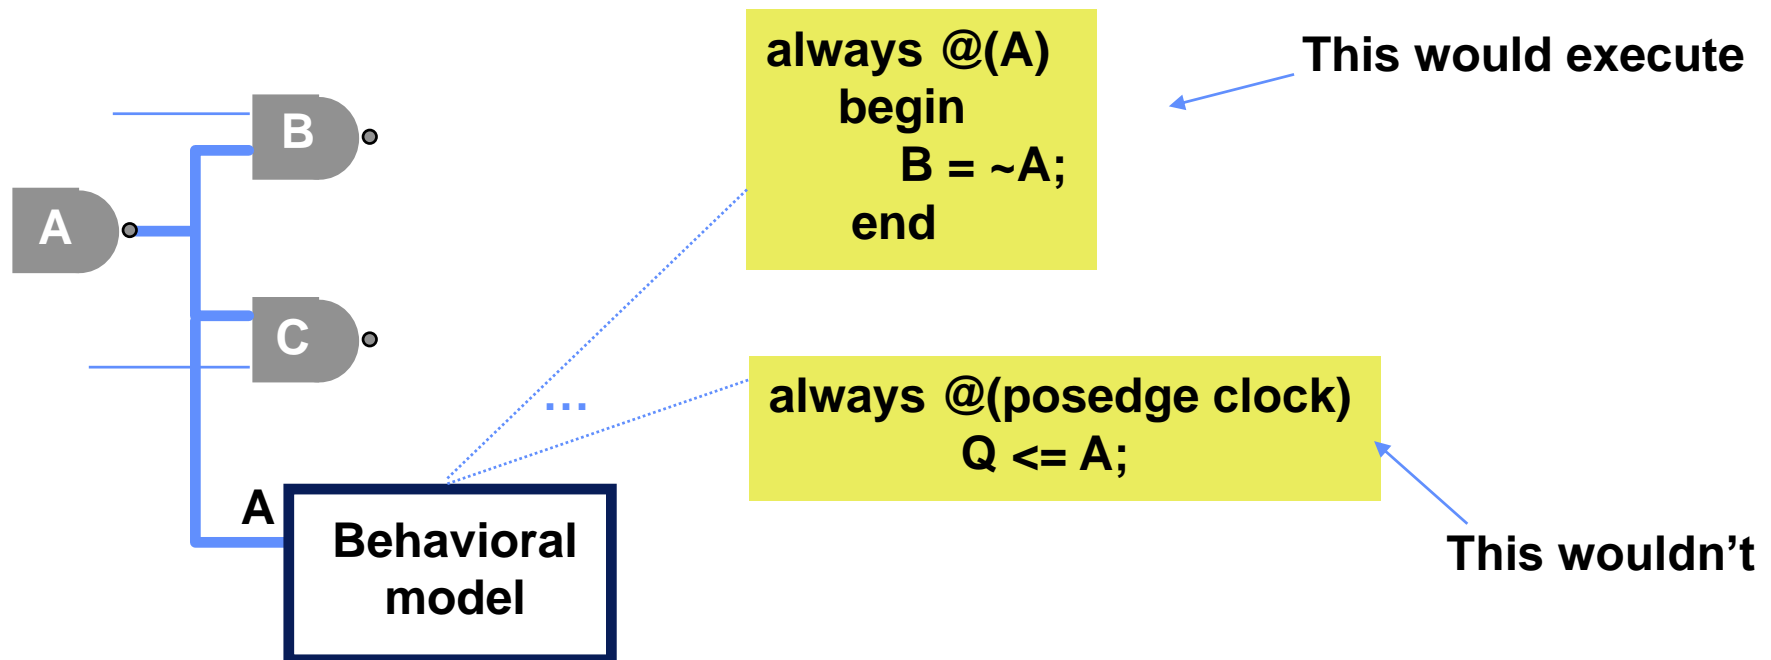 always @(A)
begin
B = ~A;
end
This would execute
B
A
C
...
always @(posedge clock)
Q <= A;
A
Behavioral
model
This wouldn’t